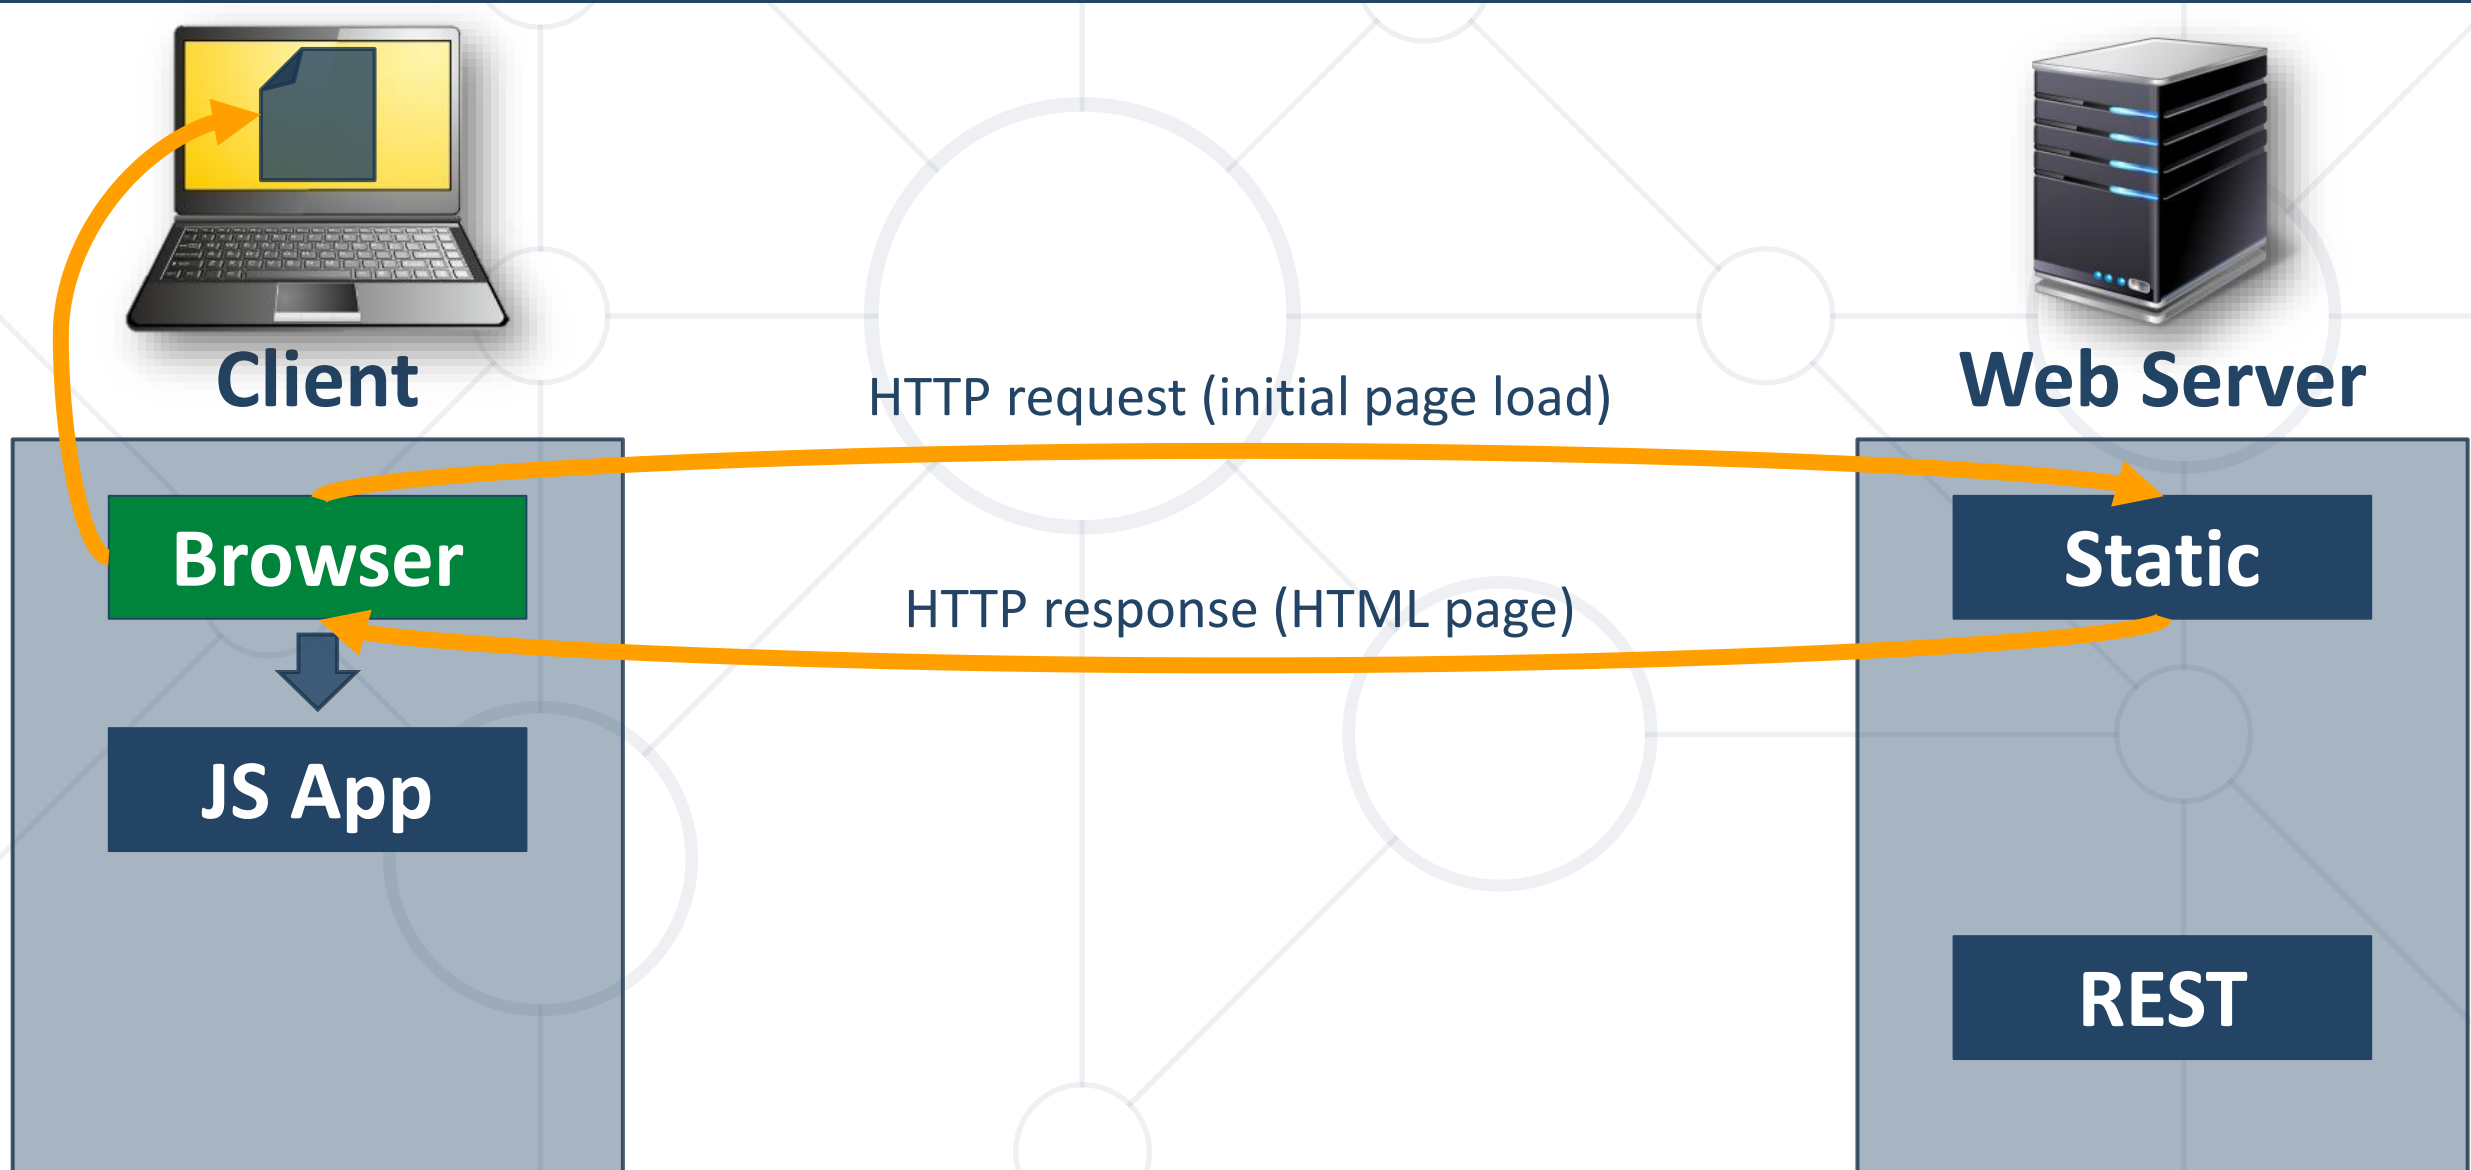 Client
Web Server
HTTP request (initial page load)
Browser
Static
HTTP response (HTML page)
JS App
REST